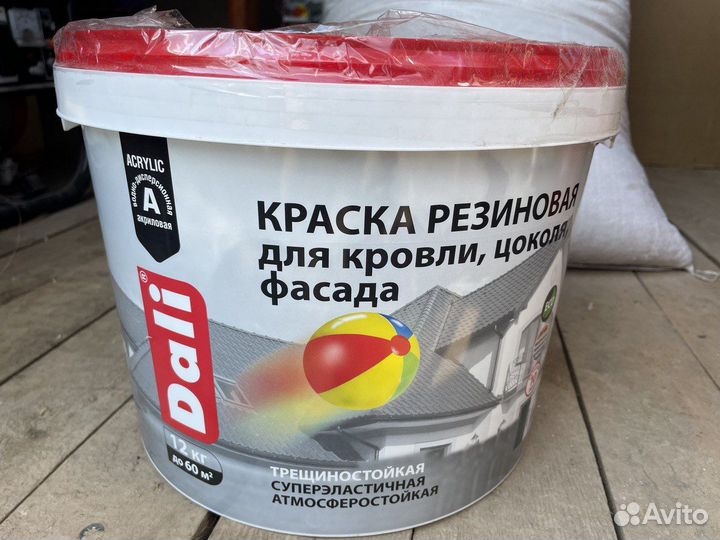 ACRYLIC
водно-дисперсионная
А
акриловая
КРАСКА РЕЗИНОВАЯ
для кровли, цоколя,
фасада
Dali
®
12 кг
до 60 м²
ТРЕЩИНОСТОЙКАЯ
СУПЕРЭЛАСТИЧНАЯ
АТМОСФЕРОСТОЙКАЯ
Avito